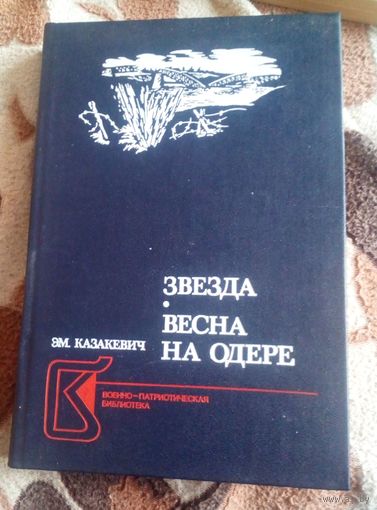 ЗВЕЗДА
•
ВЕСНА
ЭМ. КАЗАКЕВИЧ НА ОДЕРЕ
ВОЕННО-ПАТРИОТИЧЕСКАЯ
БИБЛИОТЕКА